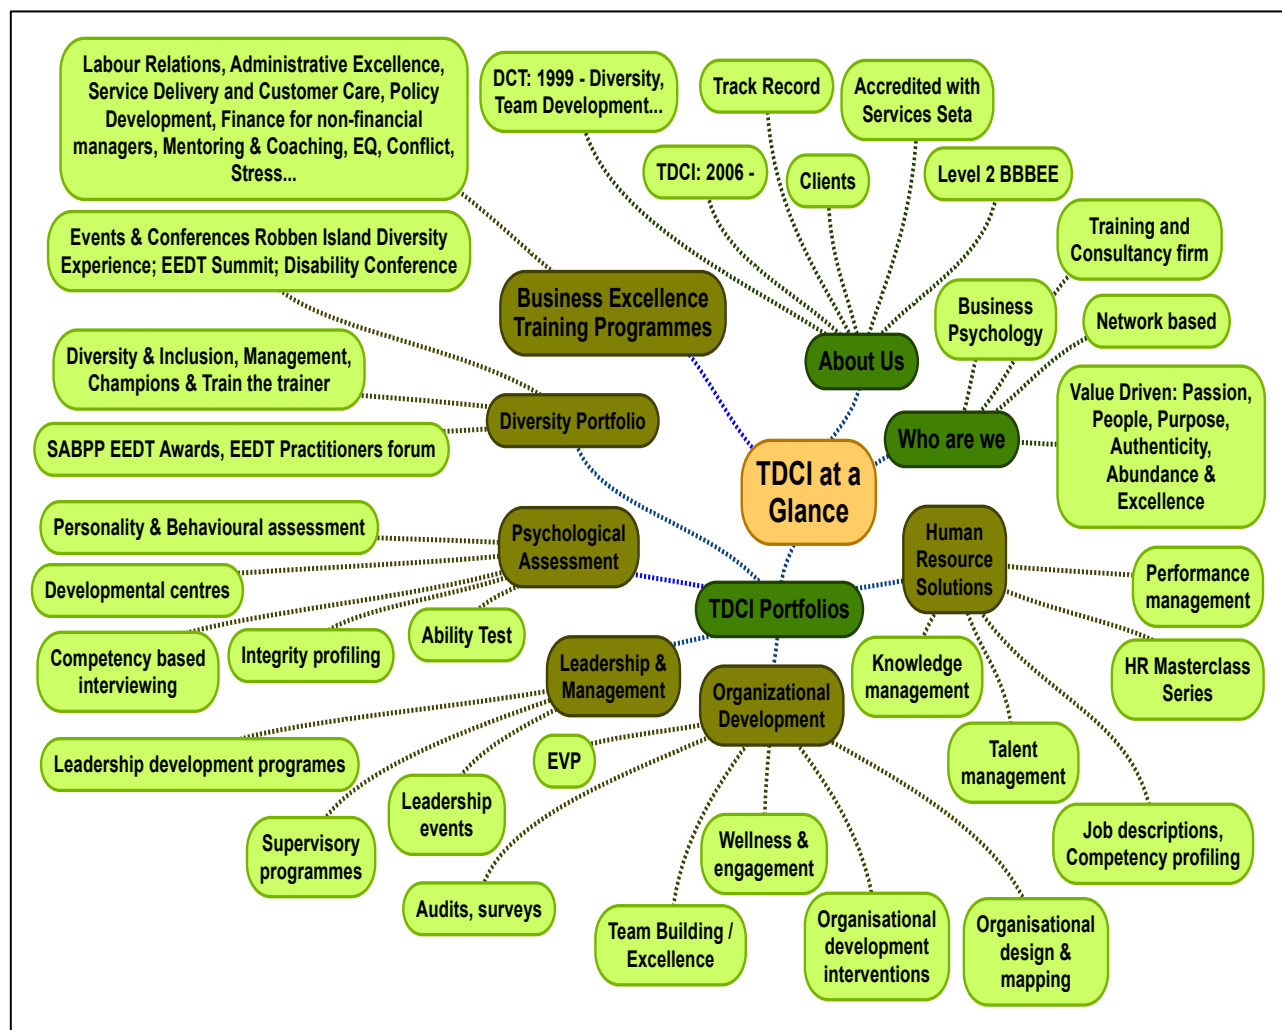 Labour Relations, Administrative Excellence,
Service Delivery and Customer Care, Policy
Development, Finance for non-financial
managers, Mentoring & Coaching, EQ, Conflict,
Stress...
DCT: 1999 - Diversity,
Team Development...
Track Record
Accredited with
Services Seta
TDCI: 2006 -
Clients
Level 2 BBBEE
Training and
Consultancy firm
Events & Conferences Robben Island Diversity
Experience; EEDT Summit; Disability Conference
Business Excellence
Training Programmes
Business
Psychology
Network based
About Us
Diversity & Inclusion, Management,
Champions & Train the trainer
Diversity Portfolio
Who are we
Value Driven: Passion,
People, Purpose,
Authenticity,
Abundance &
Excellence
SABPP EEDT Awards, EEDT Practitioners forum
TDCI at a
Glance
Personality & Behavioural assessment
Psychological
Assessment
Human
Resource
Solutions
Developmental centres
TDCI Portfolios
Performance
management
Competency based
interviewing
Integrity profiling
Ability Test
Leadership &
Management
Organizational
Development
Knowledge
management
HR Masterclass
Series
Leadership development programes
EVP
Talent
management
Leadership
events
Supervisory
programmes
Wellness &
engagement
Job descriptions,
Competency profiling
Audits, surveys
Team Building /
Excellence
Organisational
development
interventions
Organisational
design &
mapping